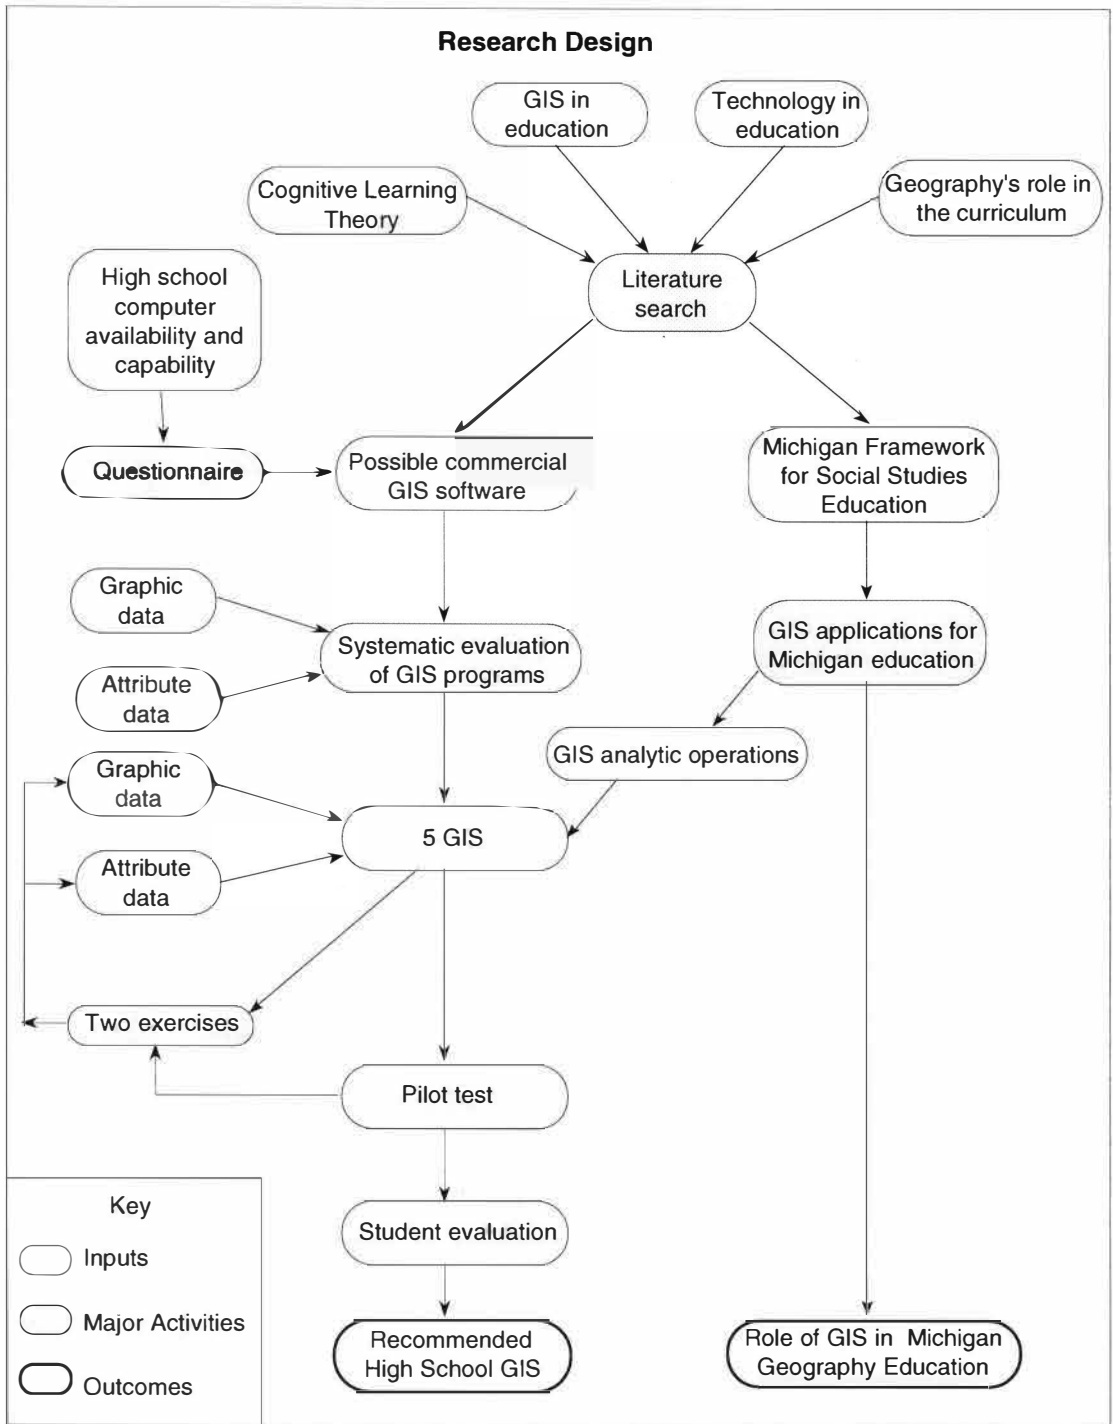 Research Design
GIS in
education
Technology in
education
Cognitive Learning
Theory
Geography's role in
the curriculum
Literature
search
High school
computer
availability and
capability
Questionnaire
Possible commercial
GIS software
Michigan Framework
for Social Studies
Education
Graphic
data
Systematic evaluation
of GIS programs
GIS applications for
Michigan education
Attribute
data
GIS analytic operations
Graphic
data
5 GIS
Attribute
data
Two exercises
Pilot test
Student evaluation
Recommended
High School GIS
Role of GIS in Michigan
Geography Education
Key
Inputs
Major Activities
Outcomes